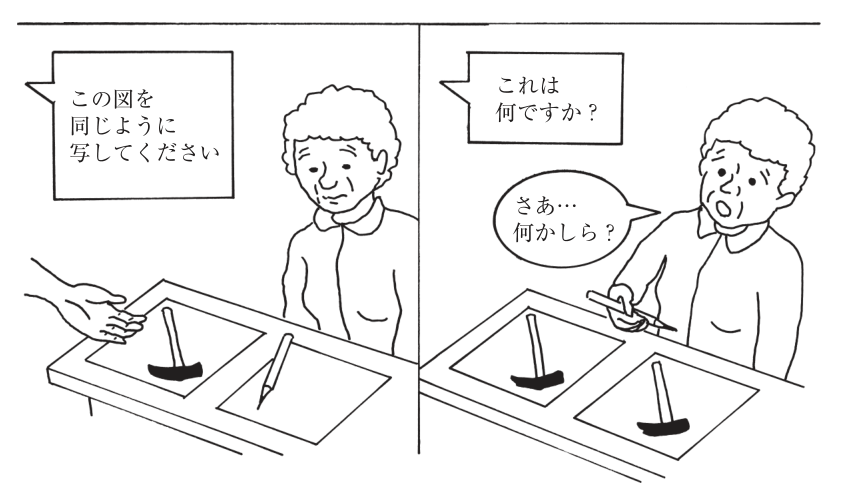 この図を
同じように
写してください
これは
何ですか？
さあ…
何かしら？